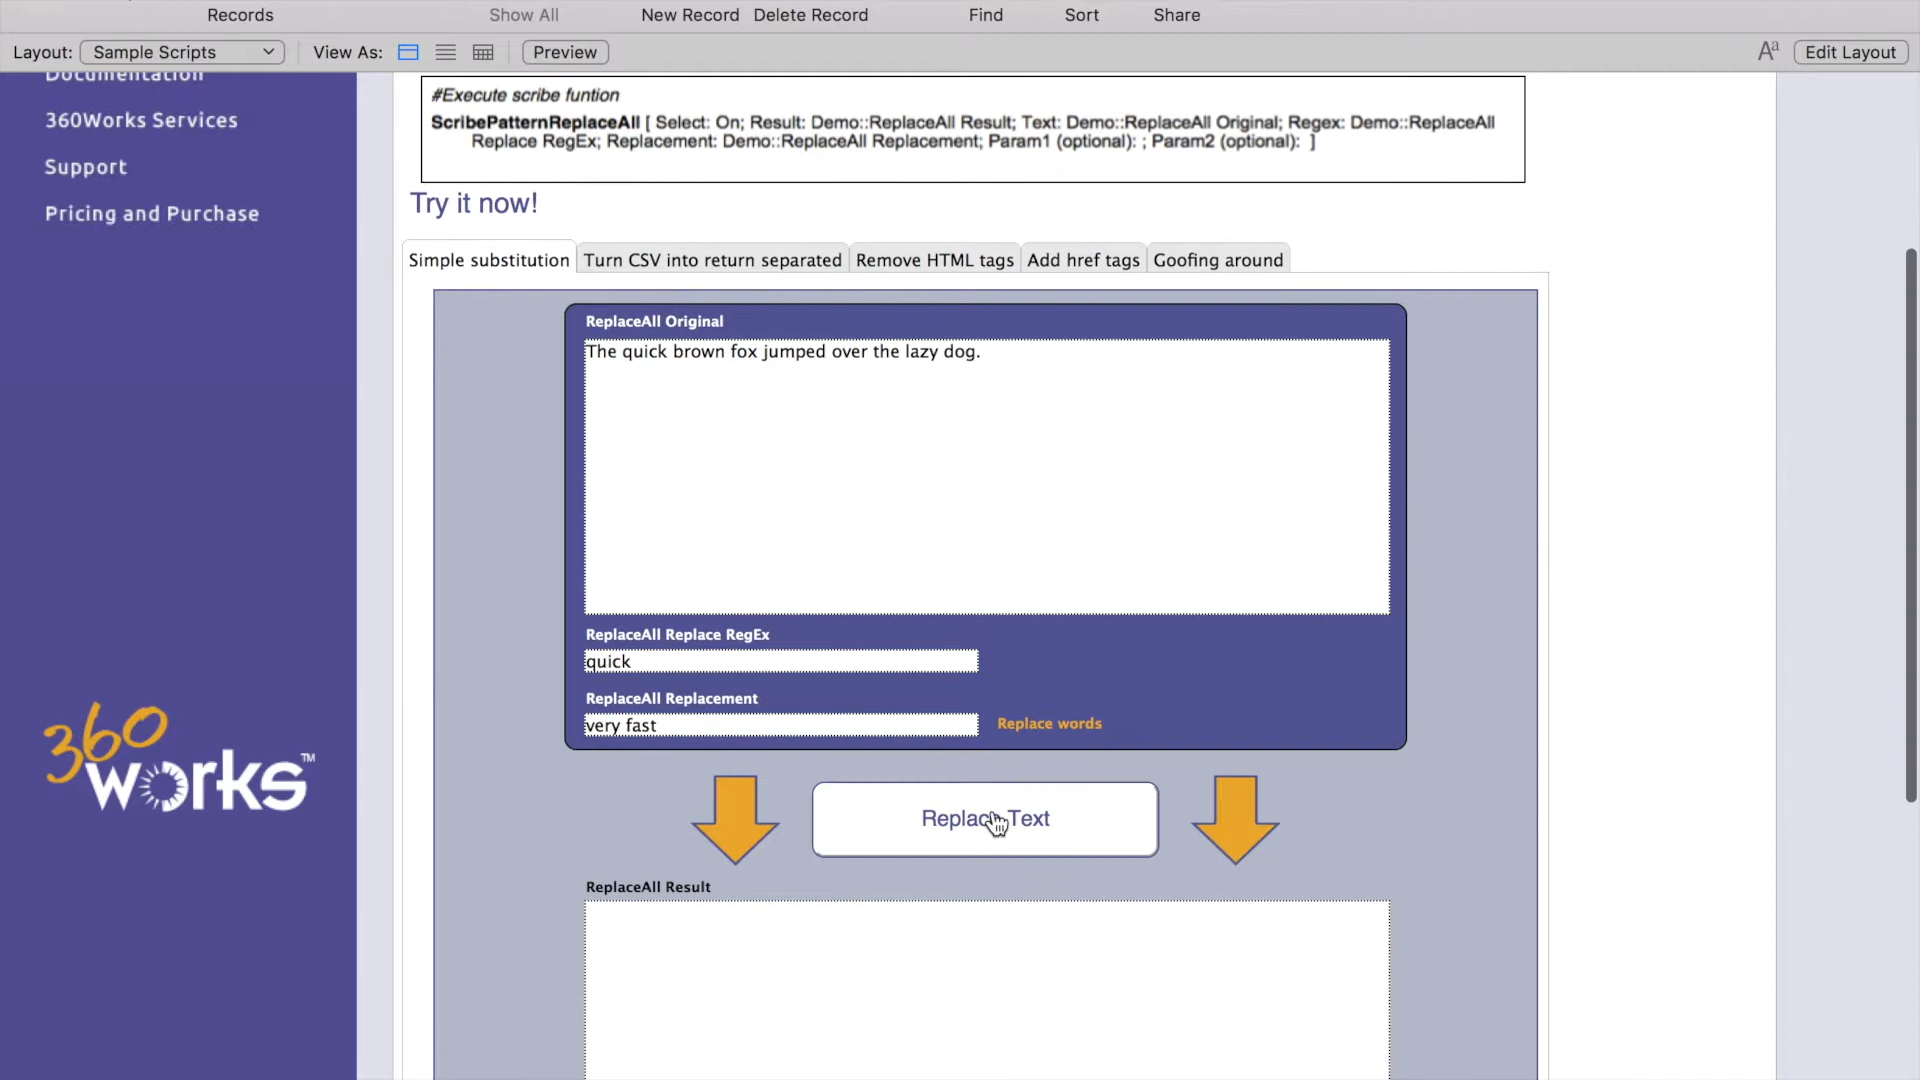 Records
Show All
New Record
Delete Record
Find
Sort
Share
Layout:
Sample Scripts
View As:
Preview
Aa
Edit Layout
Documentation
360Works Services
Support
Pricing and Purchase
360
works™
#Execute scribe funtion
ScribePatternReplaceAll [ Select: On; Result: Demo::ReplaceAll Result; Text: Demo::ReplaceAll Original; Regex: Demo::ReplaceAll
Replace RegEx; Replacement: Demo::ReplaceAll Replacement; Param1 (optional): ; Param2 (optional): ]
Try it now!
Simple substitution
Turn CSV into return separated
Remove HTML tags
Add href tags
Goofing around
ReplaceAll Original
The quick brown fox jumped over the lazy dog.
ReplaceAll Replace RegEx
quick
ReplaceAll Replacement
very fast
Replace words
Replace Text
ReplaceAll Result